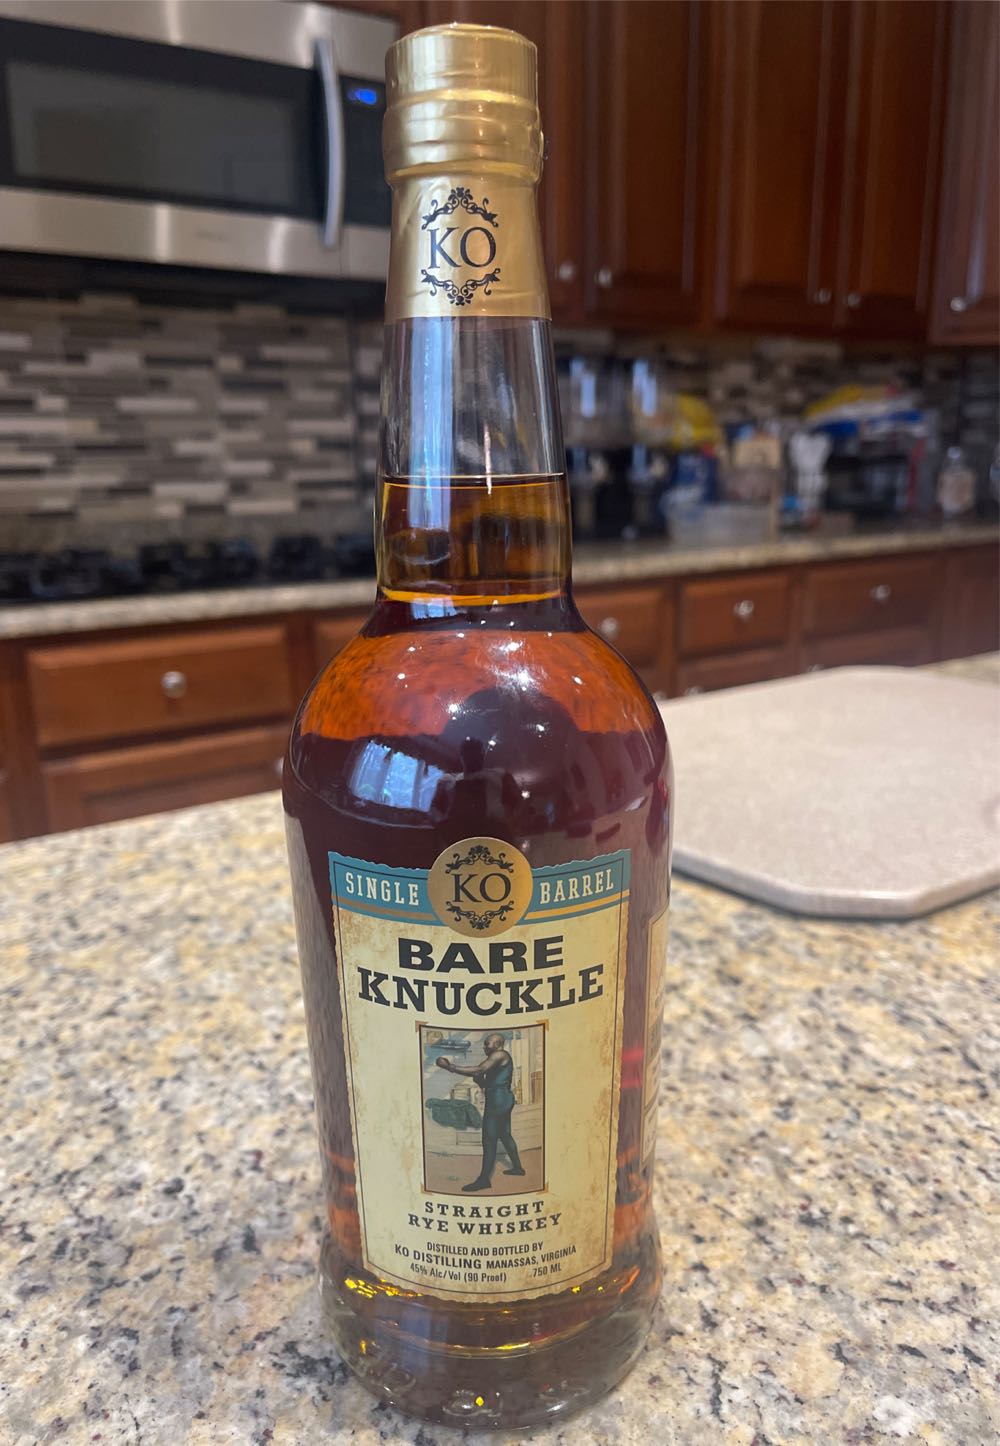 KO
SINGLE KO BARREL
BARE
KNUCKLE
STRAIGHT
RYE WHISKEY
DISTILLED AND BOTTLED BY
KO DISTILLING MANASSAS, VIRGINIA
45% Alc/Vol (90 Proof) 750 ML